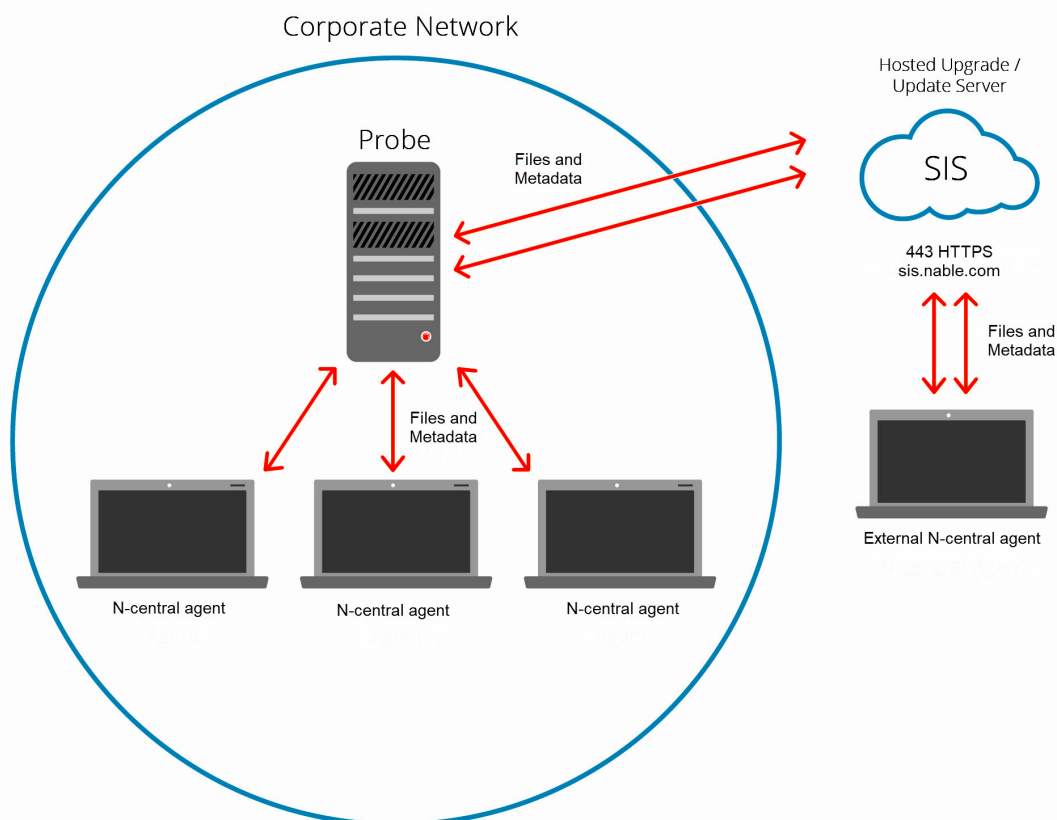 Corporate Network
Hosted Upgrade /
Update Server
SIS
Probe
Files and
Metadata
443 HTTPS
sis.nable.com
Files and
Metadata
Files and
Metadata
External N-central agent
N-central agent
N-central agent
N-central agent